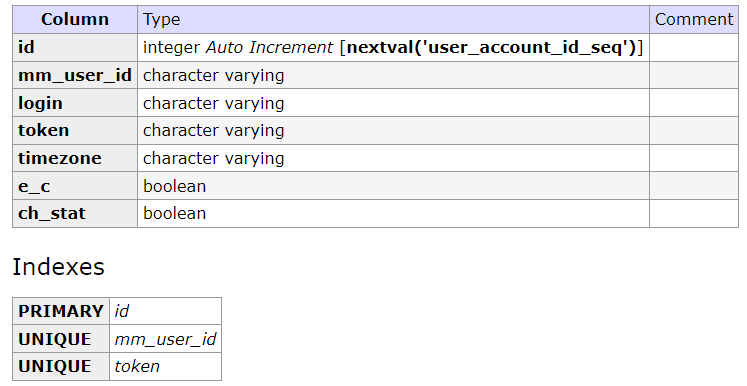 Column Type Comment
id integer Auto Increment [nextval('user_account_id_seq')]
mm_user_id character varying
login character varying
token character varying
timezone character varying
e_c boolean
ch_stat boolean
Indexes
PRIMARY id
UNIQUE mm_user_id
UNIQUE token